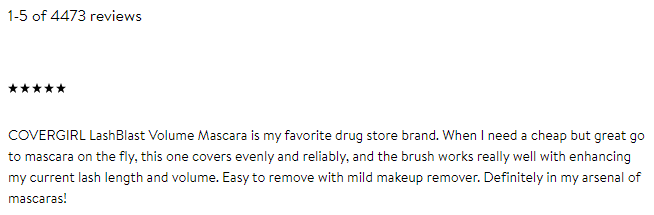 1-5 of 4473 reviews
★★★★★
COVERGIRL LashBlast Volume Mascara is my favorite drug store brand. When I need a cheap but great go
to mascara on the fly, this one covers evenly and reliably, and the brush works really well with enhancing
my current lash length and volume. Easy to remove with mild makeup remover. Definitely in my arsenal of
mascaras!